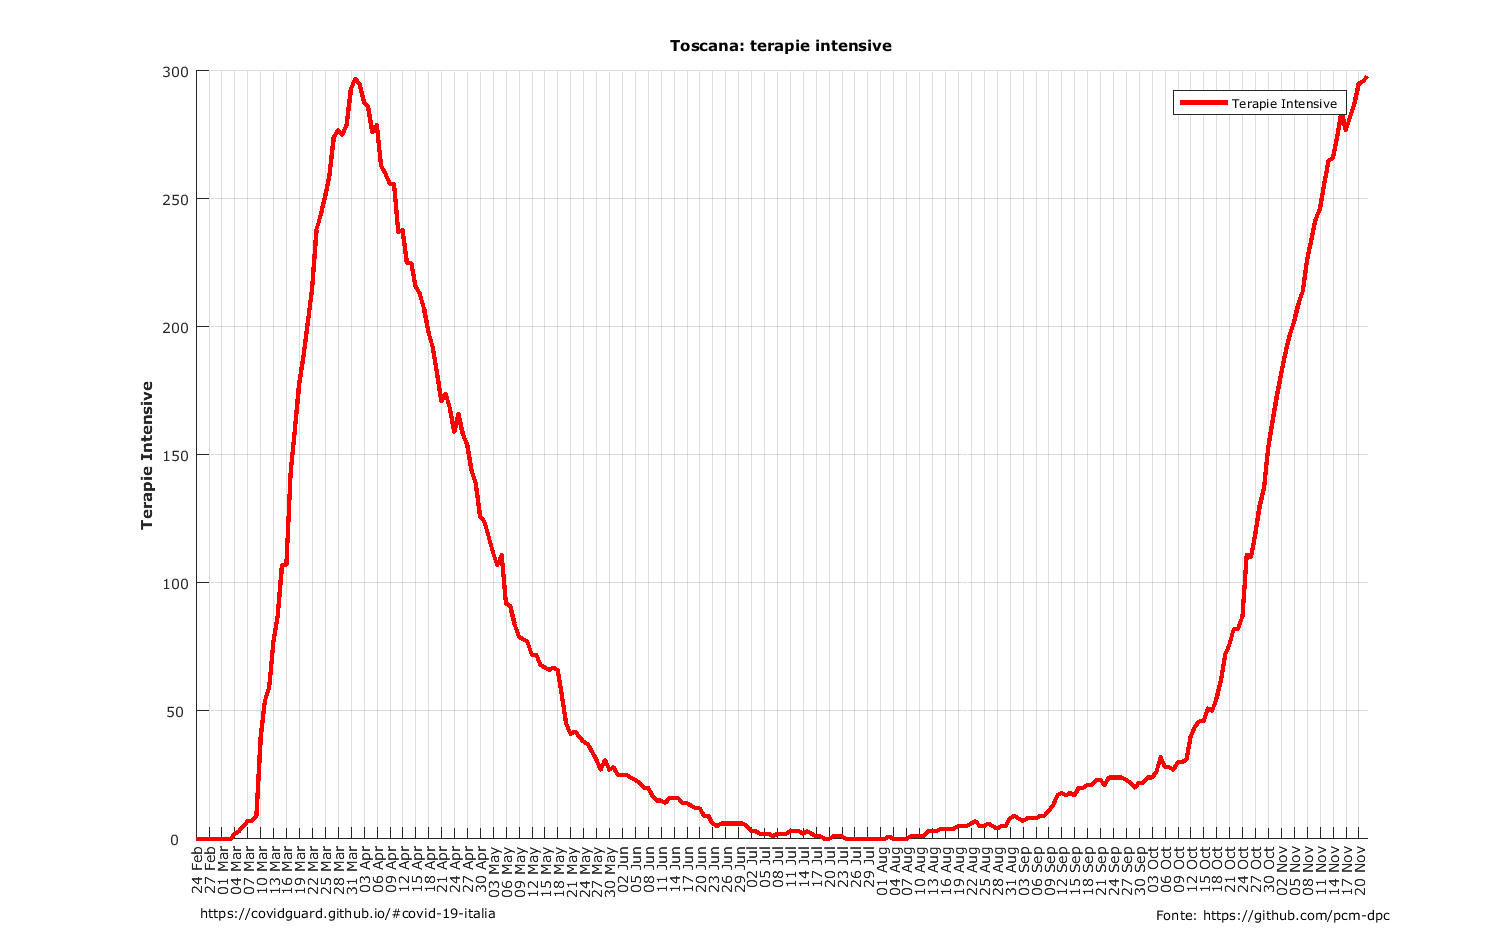 Toscana: terapie intensive
Terapie Intensive
Terapie Intensive
300
250
200
150
100
50
0
24 Feb
27 Feb
01 Mar
04 Mar
07 Mar
10 Mar
13 Mar
16 Mar
19 Mar
22 Mar
25 Mar
28 Mar
31 Mar
03 Apr
06 Apr
09 Apr
12 Apr
15 Apr
18 Apr
21 Apr
24 Apr
27 Apr
30 Apr
03 May
06 May
09 May
12 May
15 May
18 May
21 May
24 May
27 May
30 May
02 Jun
05 Jun
08 Jun
11 Jun
14 Jun
17 Jun
20 Jun
23 Jun
26 Jun
29 Jun
02 Jul
05 Jul
08 Jul
11 Jul
14 Jul
17 Jul
20 Jul
23 Jul
26 Jul
29 Jul
01 Aug
04 Aug
07 Aug
10 Aug
13 Aug
16 Aug
19 Aug
22 Aug
25 Aug
28 Aug
31 Aug
03 Sep
06 Sep
09 Sep
12 Sep
15 Sep
18 Sep
21 Sep
24 Sep
27 Sep
30 Sep
03 Oct
06 Oct
09 Oct
12 Oct
15 Oct
18 Oct
21 Oct
24 Oct
27 Oct
30 Oct
02 Nov
05 Nov
08 Nov
11 Nov
14 Nov
17 Nov
20 Nov
https://covidguard.github.io/#covid-19-italia
Fonte: https://github.com/pcm-dpc